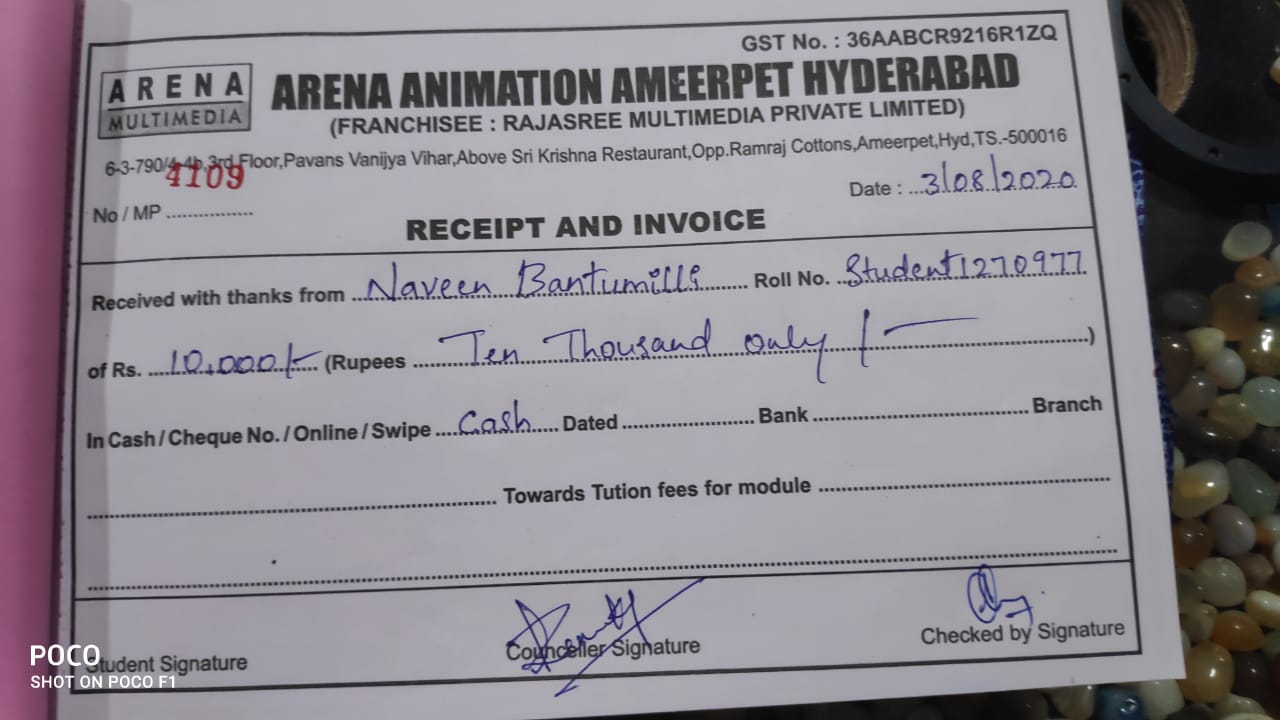 GST No. : 36AABCR9216R1ZQ
ARENA
MULTIMEDIA
ARENA ANIMATION AMEERPET HYDERABAD
(FRANCHISEE : RAJASREE MULTIMEDIA PRIVATE LIMITED)
6-3-790/4-4b,3rd Floor,Pavans Vanijya Vihar,Above Sri Krishna Restaurant,Opp.Ramraj Cottons,Ameerpet,Hyd,TS.-500016
4109
No / MP ................
Date : ...3/08/2020
RECEIPT AND INVOICE
Received with thanks from ...Naveen Bantumilli........ Roll No. ..Student1270977
of Rs. ....10,000/-.... (Rupees .....Ten Thousand only /- ..........)
In Cash / Cheque No. / Online / Swipe ....Cash.... Dated ....................... Bank ..................................... Branch
.................................................... Towards Tution fees for module ....................................................
Student Signature
Counceller Signature
Checked by Signature
POCO
SHOT ON POCO F1